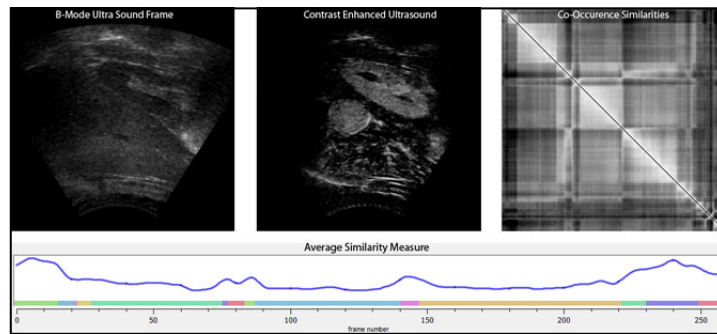 B-Mode Ultra Sound Frame
Contrast Enhanced Ultrasound
Co-Occurence Similarities
Average Similarity Measure
0 50 100 150 200 250
frame number